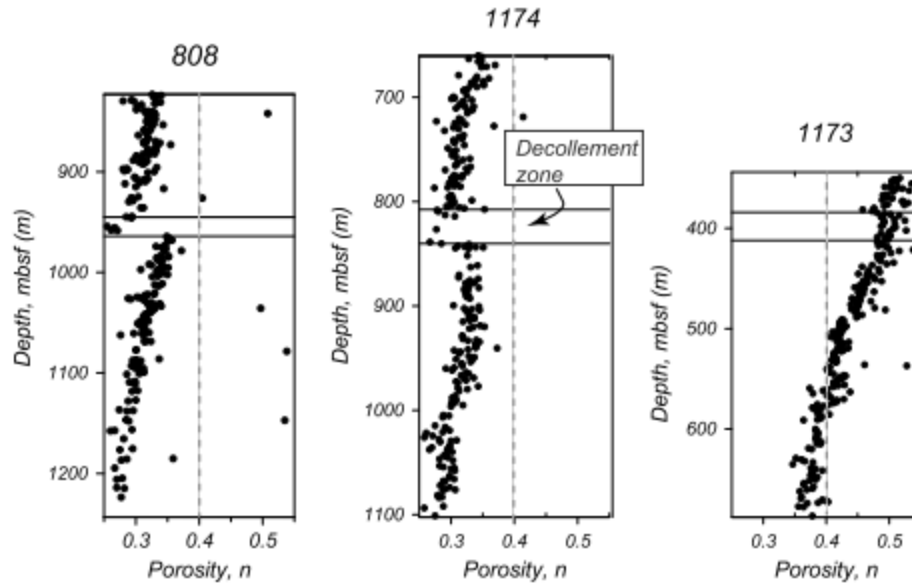 808
900
1000
1100
1200
Depth, mbsf (m)
0.3 0.4 0.5
Porosity, n
1174
700
800
900
1000
1100
Depth, mbsf (m)
Decollement
zone
0.3 0.4 0.5
Porosity, n
1173
400
500
600
Depth, mbsf (m)
0.3 0.4 0.5
Porosity, n